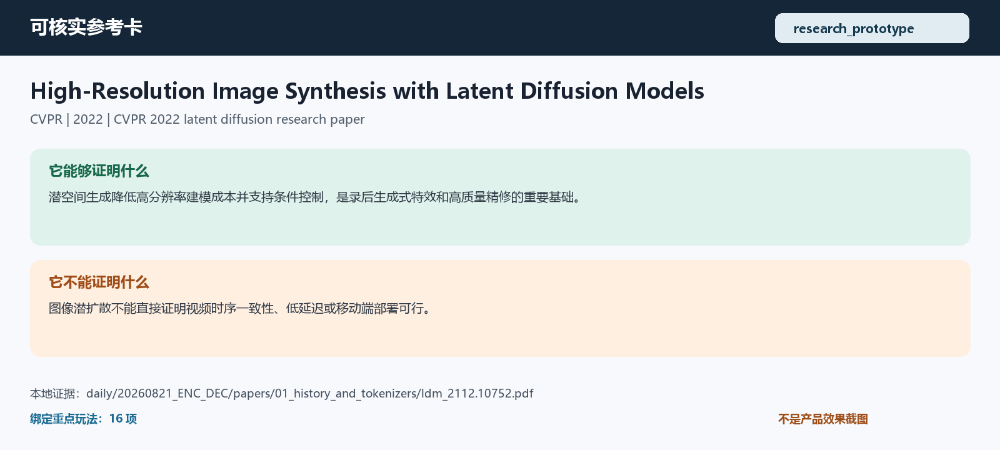 可核实参考卡
research_prototype
High-Resolution Image Synthesis with Latent Diffusion Models
CVPR | 2022 | CVPR 2022 latent diffusion research paper
它能够证明什么
潜空间生成降低高分辨率建模成本并支持条件控制，是录后生成式特效和高质量精修的重要基础。
它不能证明什么
图像潜扩散不能直接证明视频时序一致性、低延迟或移动端部署可行。
本地证据：daily/20260821_ENC_DEC/papers/01_history_and_tokenizers/ldm_2112.10752.pdf
绑定重点玩法：16 项
不是产品效果截图